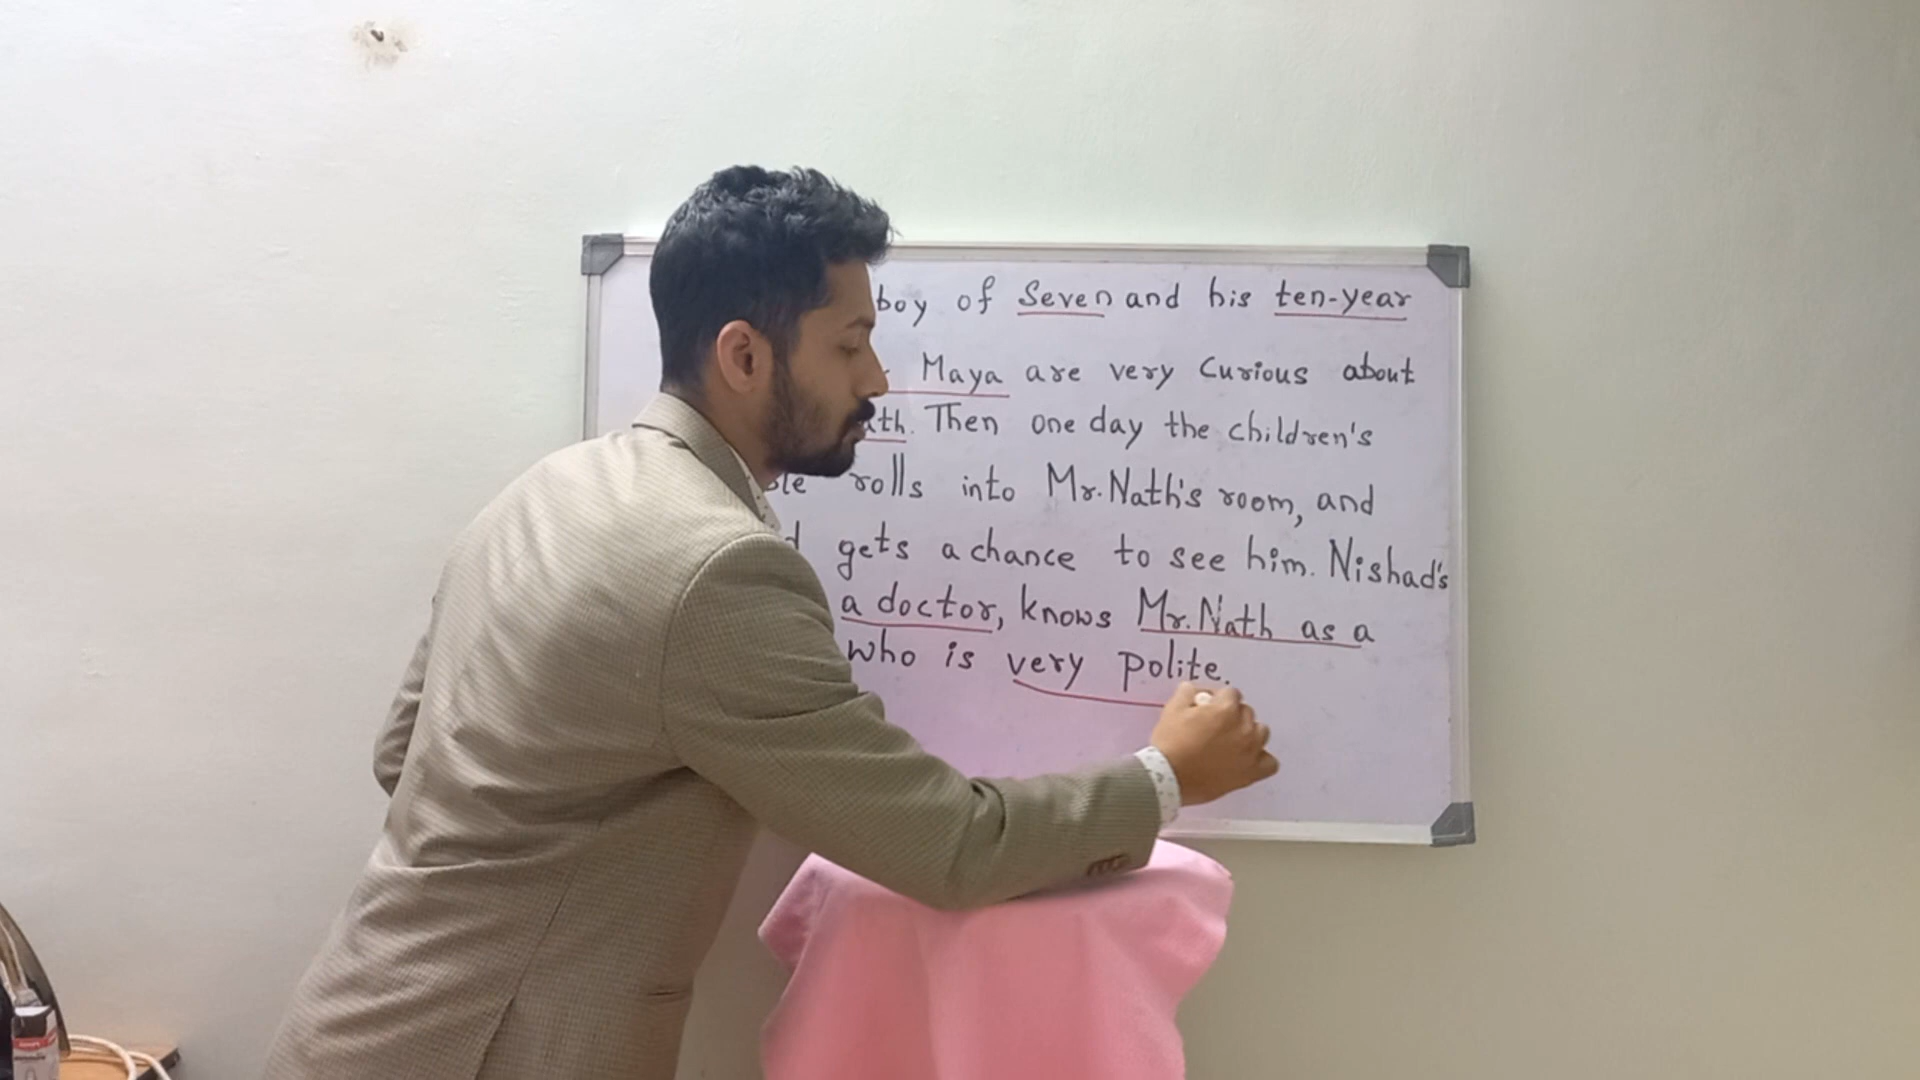 boy of Seven and his ten-year
Maya are very Curious about
Then one day the children's
rolls into Mr. Nath's room, and
gets a chance to see him. Nishad's
a doctor, knows Mr. Nath as a
who is very polite.